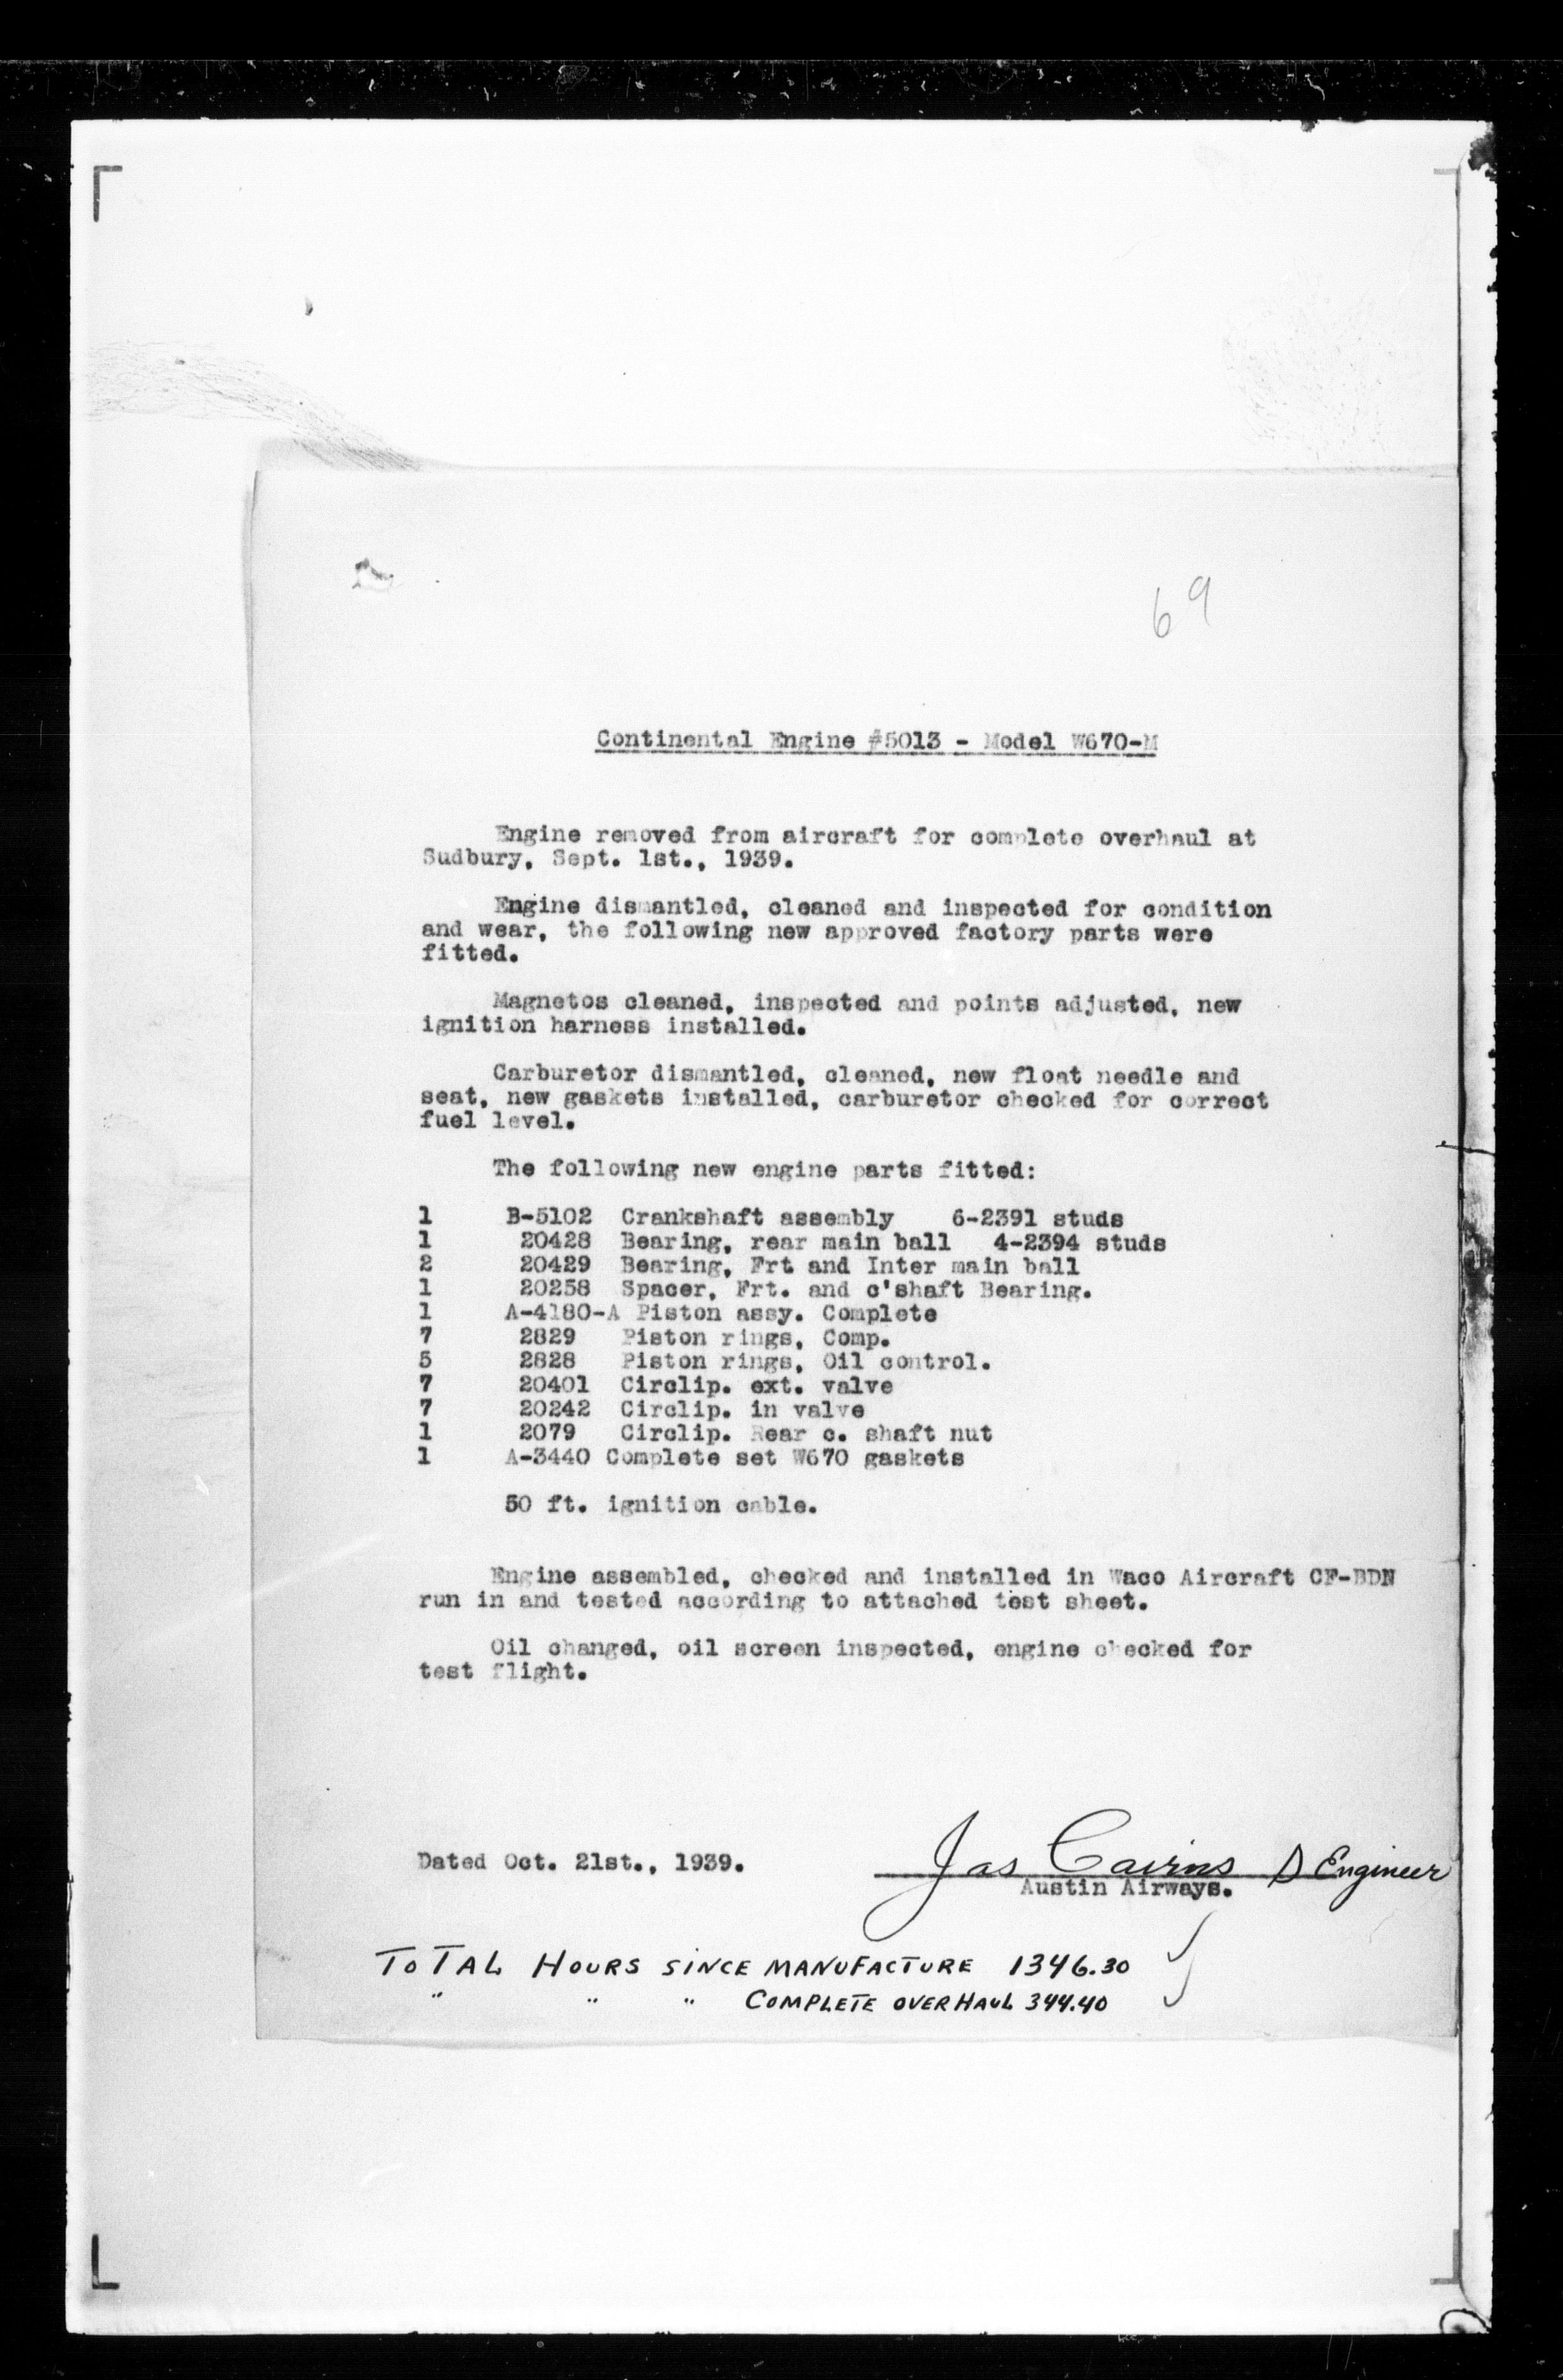 69
Continental Engine #5013 - Model W670-M
Engine removed from aircraft for complete overhaul at
Sudbury, Sept. 1st., 1939.
Engine dismantled, cleaned and inspected for condition
and wear, the following new approved factory parts were
fitted.
Magnetos cleaned, inspected and points adjusted, new
ignition harness installed.
Carburetor dismantled, cleaned, new float needle and
seat, new gaskets installed, carburetor checked for correct
fuel level.
The following new engine parts fitted:
1 B-5102 Crankshaft assembly 6-2391 studs
1 20428 Bearing, rear main ball 4-2394 studs
2 20429 Bearing, Frt and Inter main ball
1 20258 Spacer, Frt. and c'shaft Bearing.
1 A-4180-A Piston assy. Complete
7 2829 Piston rings, Comp.
5 2828 Piston rings, Oil control.
7 20401 Circlip. ext. valve
7 20242 Circlip. in valve
1 2079 Circlip. Rear c. shaft nut
1 A-3440 Complete set W670 gaskets
50 ft. ignition cable.
Engine assembled, checked and installed in Waco Aircraft CF-BDN
run in and tested according to attached test sheet.
Oil changed, oil screen inspected, engine checked for
test flight.
Dated Oct. 21st., 1939. Jas Cairns D Engineer
Austin Airways.
TOTAL HOURS SINCE MANUFACTURE 1346.30
" " " COMPLETE OVERHAUL 344.40